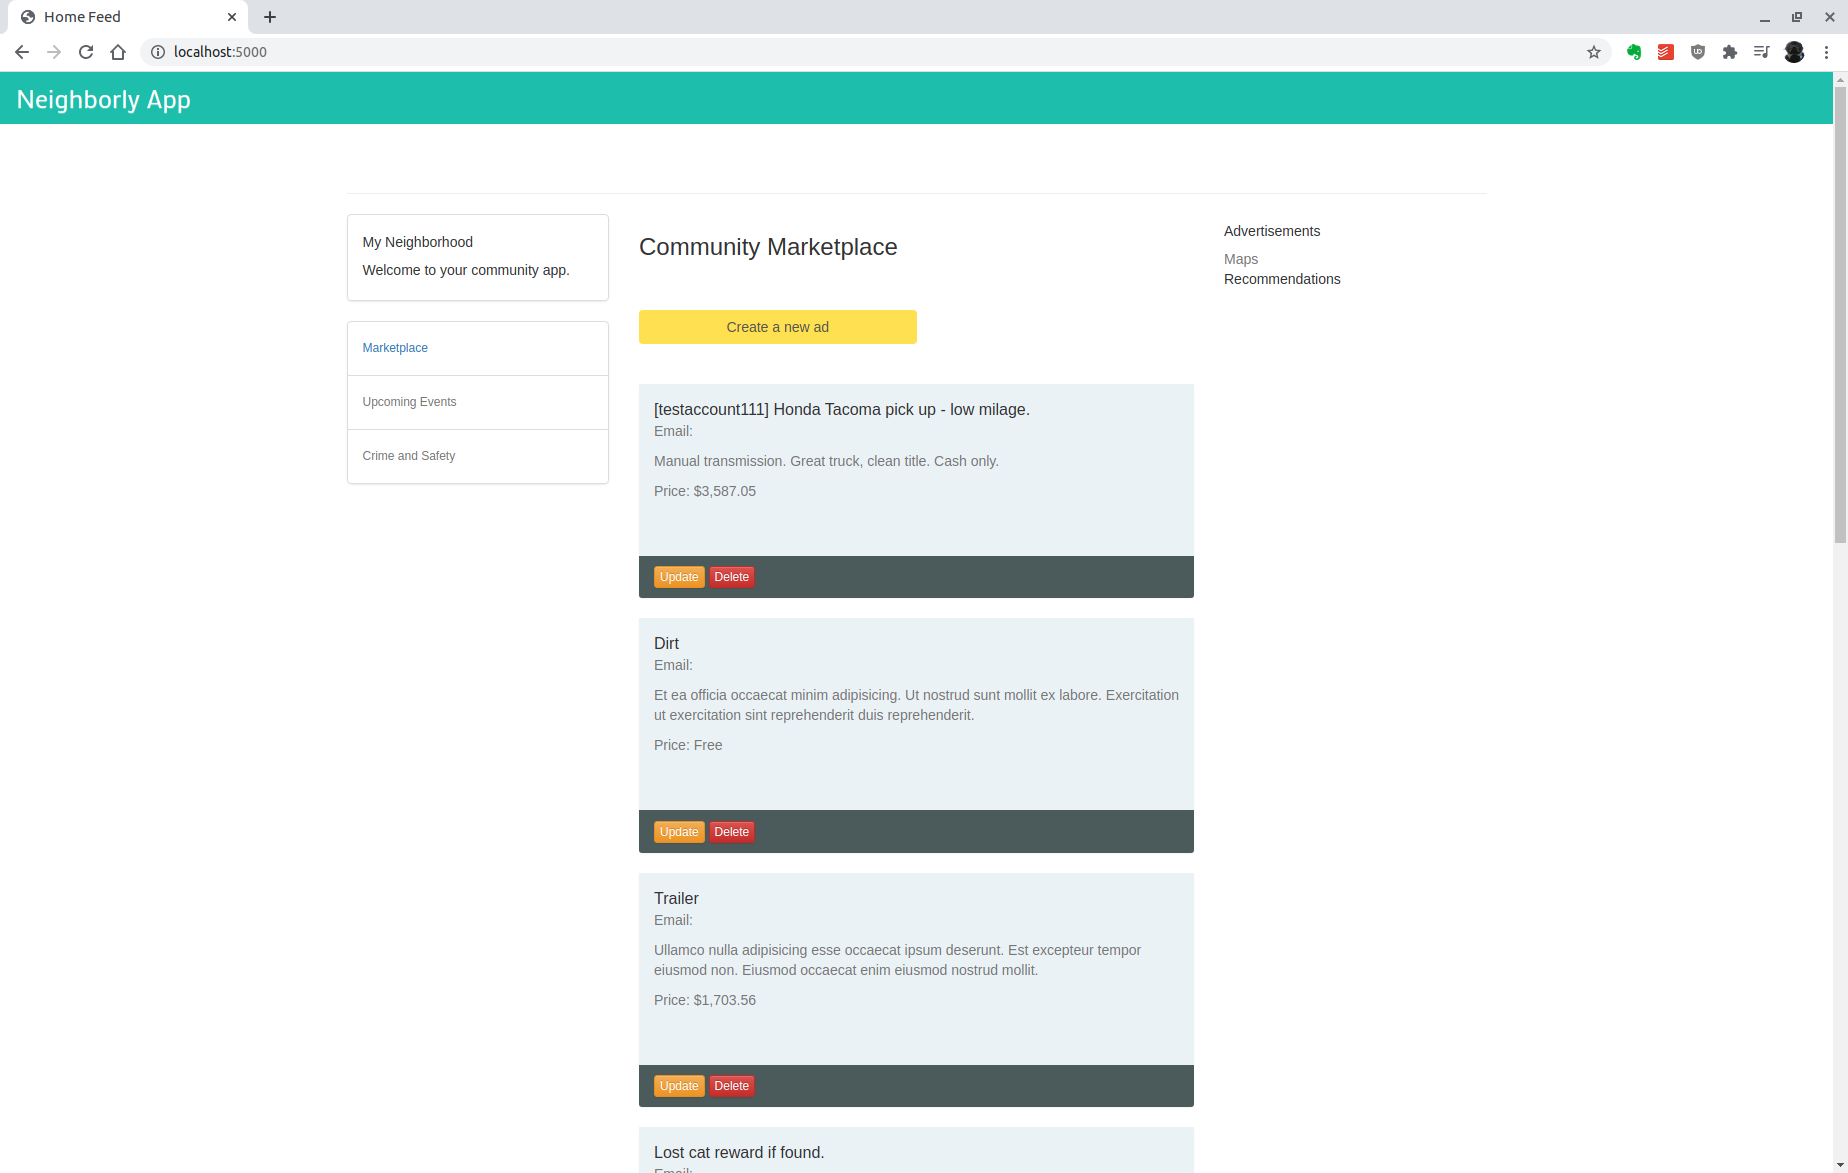 Home Feed
localhost:5000
Neighborly App
My Neighborhood
Welcome to your community app.
Marketplace
Upcoming Events
Crime and Safety
Community Marketplace
Create a new ad
[testaccount111] Honda Tacoma pick up - low milage.
Email:
Manual transmission. Great truck, clean title. Cash only.
Price: $3,587.05
Update Delete
Dirt
Email:
Et ea officia occaecat minim adipisicing. Ut nostrud sunt mollit ex labore. Exercitation
ut exercitation sint reprehenderit duis reprehenderit.
Price: Free
Update Delete
Trailer
Email:
Ullamco nulla adipisicing esse occaecat ipsum deserunt. Est excepteur tempor
eiusmod non. Eiusmod occaecat enim eiusmod nostrud mollit.
Price: $1,703.56
Update Delete
Lost cat reward if found.
Email:
Advertisements
Maps
Recommendations